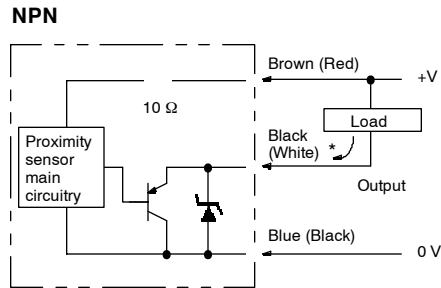 NPN
Brown (Red)
+V
10 Ω
Load
Proximity
sensor
main
circuitry
Black
(White)
*
Output
Blue (Black)
0 V